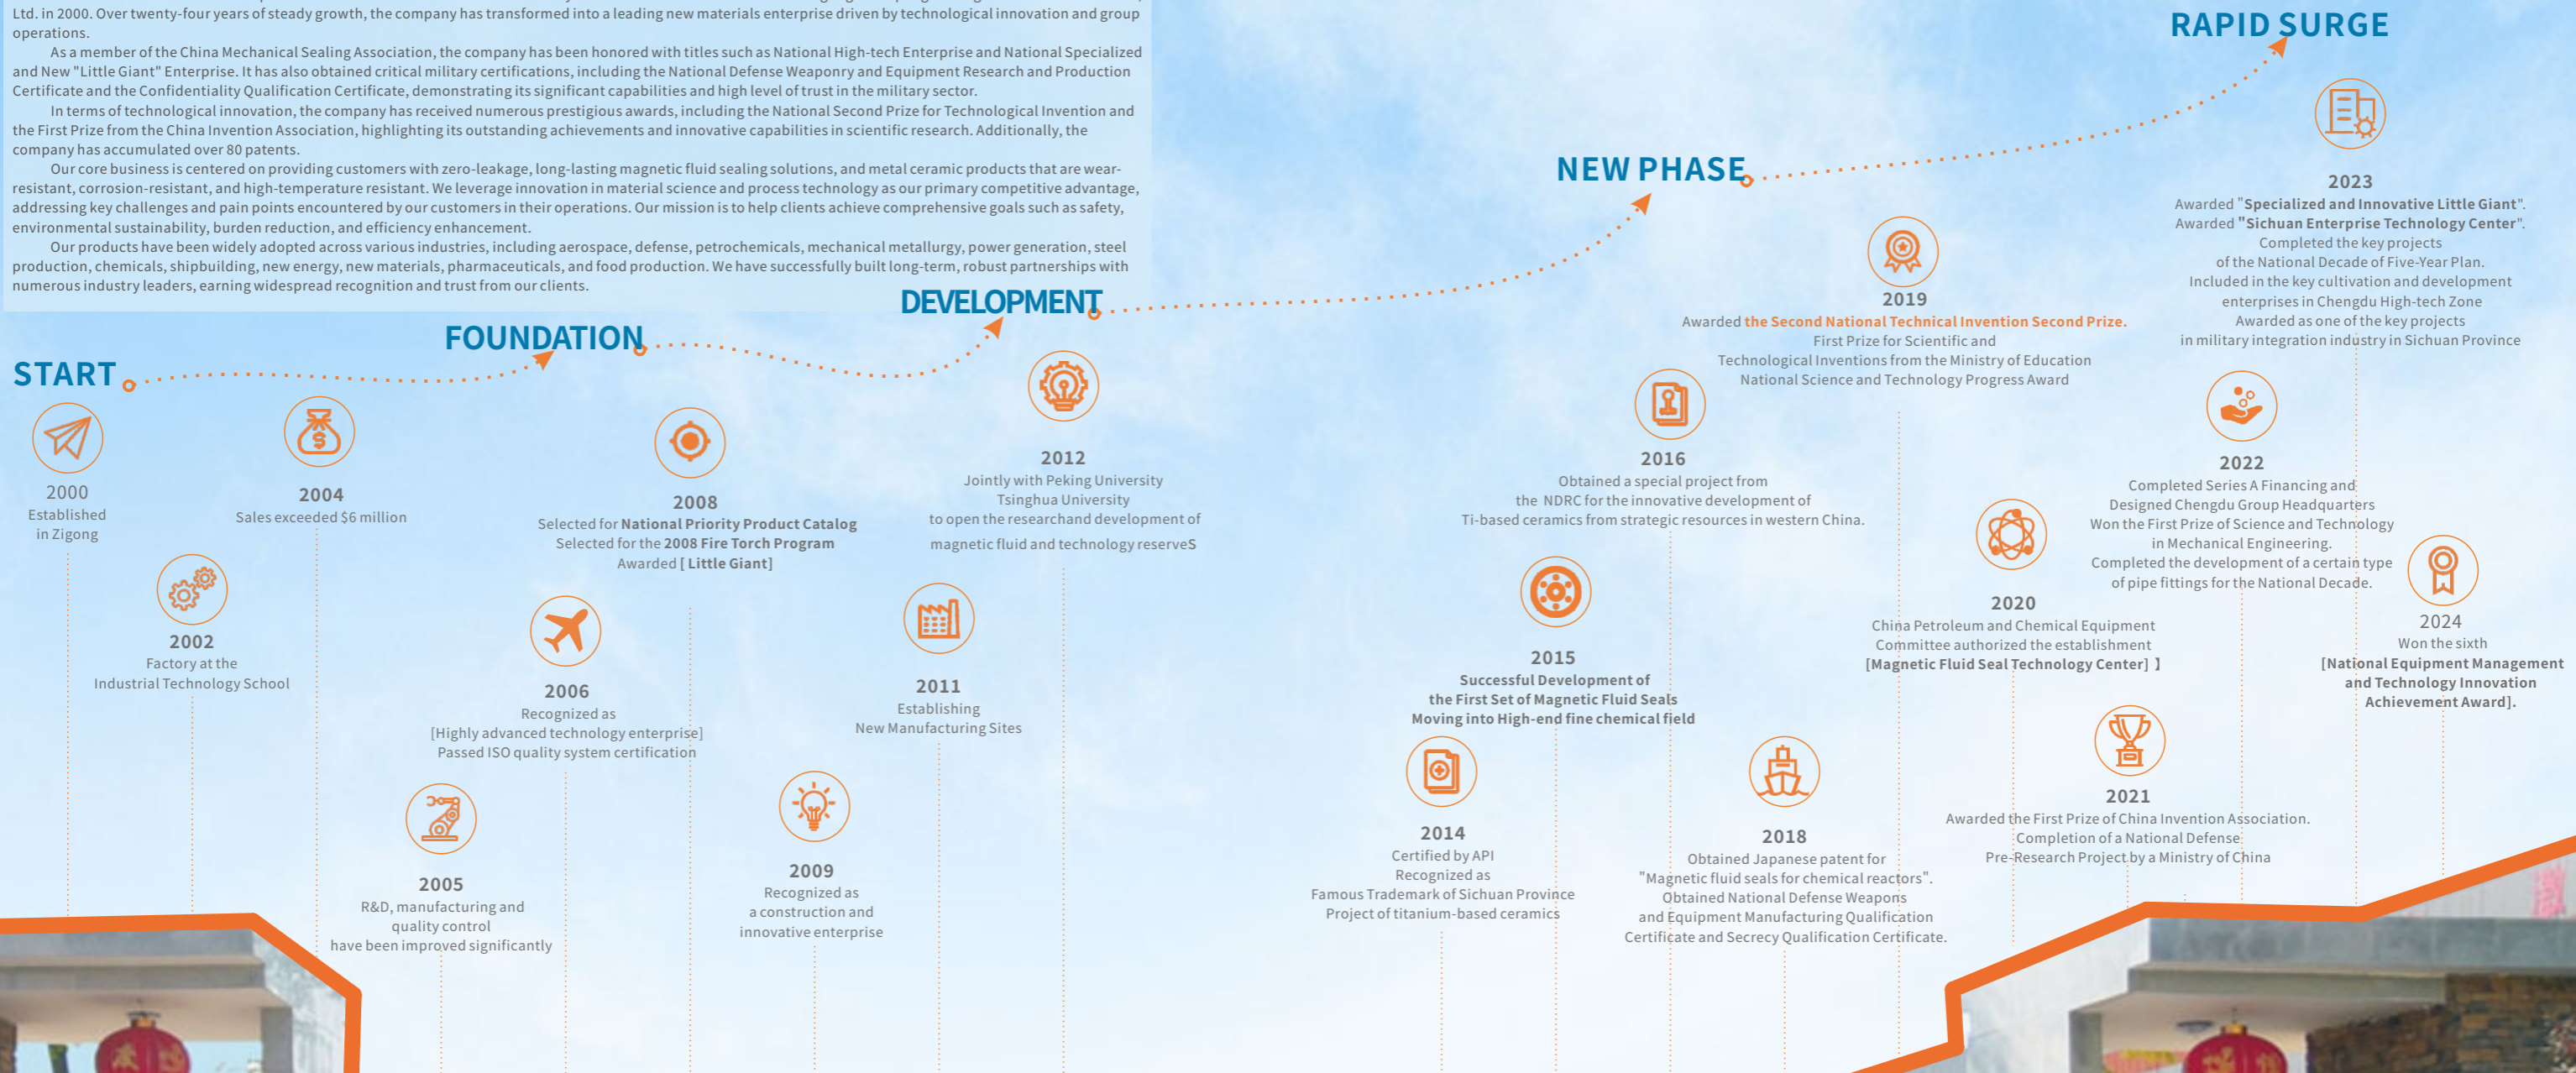 Ltd. in 2000. Over twenty-four years of steady growth, the company has transformed into a leading new materials enterprise driven by technological innovation and group
operations.
As a member of the China Mechanical Sealing Association, the company has been honored with titles such as National High-tech Enterprise and National Specialized
and New "Little Giant" Enterprise. It has also obtained critical military certifications, including the National Defense Weaponry and Equipment Research and Production
Certificate and the Confidentiality Qualification Certificate, demonstrating its significant capabilities and high level of trust in the military sector.
In terms of technological innovation, the company has received numerous prestigious awards, including the National Second Prize for Technological Invention and
the First Prize from the China Invention Association, highlighting its outstanding achievements and innovative capabilities in scientific research. Additionally, the
company has accumulated over 80 patents.
Our core business is centered on providing customers with zero-leakage, long-lasting magnetic fluid sealing solutions, and metal ceramic products that are wear-
resistant, corrosion-resistant, and high-temperature resistant. We leverage innovation in material science and process technology as our primary competitive advantage,
addressing key challenges and pain points encountered by our customers in their operations. Our mission is to help clients achieve comprehensive goals such as safety,
environmental sustainability, burden reduction, and efficiency enhancement.
Our products have been widely adopted across various industries, including aerospace, defense, petrochemicals, mechanical metallurgy, power generation, steel
production, chemicals, shipbuilding, new energy, new materials, pharmaceuticals, and food production. We have successfully built long-term, robust partnerships with
numerous industry leaders, earning widespread recognition and trust from our clients.
START
2000
Established
in Zigong
2002
Factory at the
Industrial Technology School
2004
Sales exceeded $6 million
FOUNDATION
2005
R&D, manufacturing and
quality control
have been improved significantly
2006
Recognized as
[Highly advanced technology enterprise]
Passed ISO quality system certification
2008
Selected for National Priority Product Catalog
Selected for the 2008 Fire Torch Program
Awarded [ Little Giant]
2009
Recognized as
a construction and
innovative enterprise
DEVELOPMENT
2011
Establishing
New Manufacturing Sites
2012
Jointly with Peking University
Tsinghua University
to open the researchand development of
magnetic fluid and technology reserveS
2014
Certified by API
Recognized as
Famous Trademark of Sichuan Province
Project of titanium-based ceramics
2015
Successful Development of
the First Set of Magnetic Fluid Seals
Moving into High-end fine chemical field
NEW PHASE
2016
Obtained a special project from
the NDRC for the innovative development of
Ti-based ceramics from strategic resources in western China.
2018
Obtained Japanese patent for
"Magnetic fluid seals for chemical reactors".
Obtained National Defense Weapons
and Equipment Manufacturing Qualification
Certificate and Secrecy Qualification Certificate.
2019
Awarded the Second National Technical Invention Second Prize.
First Prize for Scientific and
Technological Inventions from the Ministry of Education
National Science and Technology Progress Award
2020
China Petroleum and Chemical Equipment
Committee authorized the establishment
[Magnetic Fluid Seal Technology Center] 】
2021
Awarded the First Prize of China Invention Association.
Completion of a National Defense
Pre-Research Project by a Ministry of China
2022
Completed Series A Financing and
Designed Chengdu Group Headquarters
Won the First Prize of Science and Technology
in Mechanical Engineering.
Completed the development of a certain type
of pipe fittings for the National Decade.
RAPID SURGE
2023
Awarded "Specialized and Innovative Little Giant".
Awarded "Sichuan Enterprise Technology Center".
Completed the key projects
of the National Decade of Five-Year Plan.
Included in the key cultivation and development
enterprises in Chengdu High-tech Zone
Awarded as one of the key projects
in military integration industry in Sichuan Province
2024
Won the sixth
[National Equipment Management
and Technology Innovation
Achievement Award].